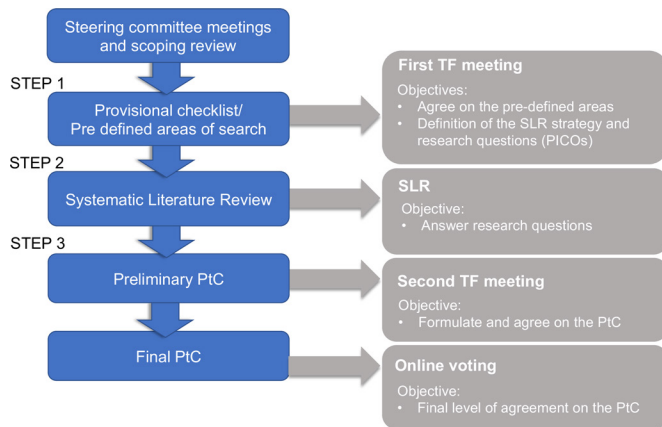 Steering committee meetings
and scoping review
STEP 1
Provisional checklist/
Pre defined areas of search
First TF meeting
Objectives:
• Agree on the pre-defined areas
• Definition of the SLR strategy and
research questions (PICOs)
STEP 2
Systematic Literature Review
SLR
Objective:
• Answer research questions
STEP 3
Preliminary PtC
Second TF meeting
Objective:
• Formulate and agree on the PtC
Final PtC
Online voting
Objective:
• Final level of agreement on the PtC